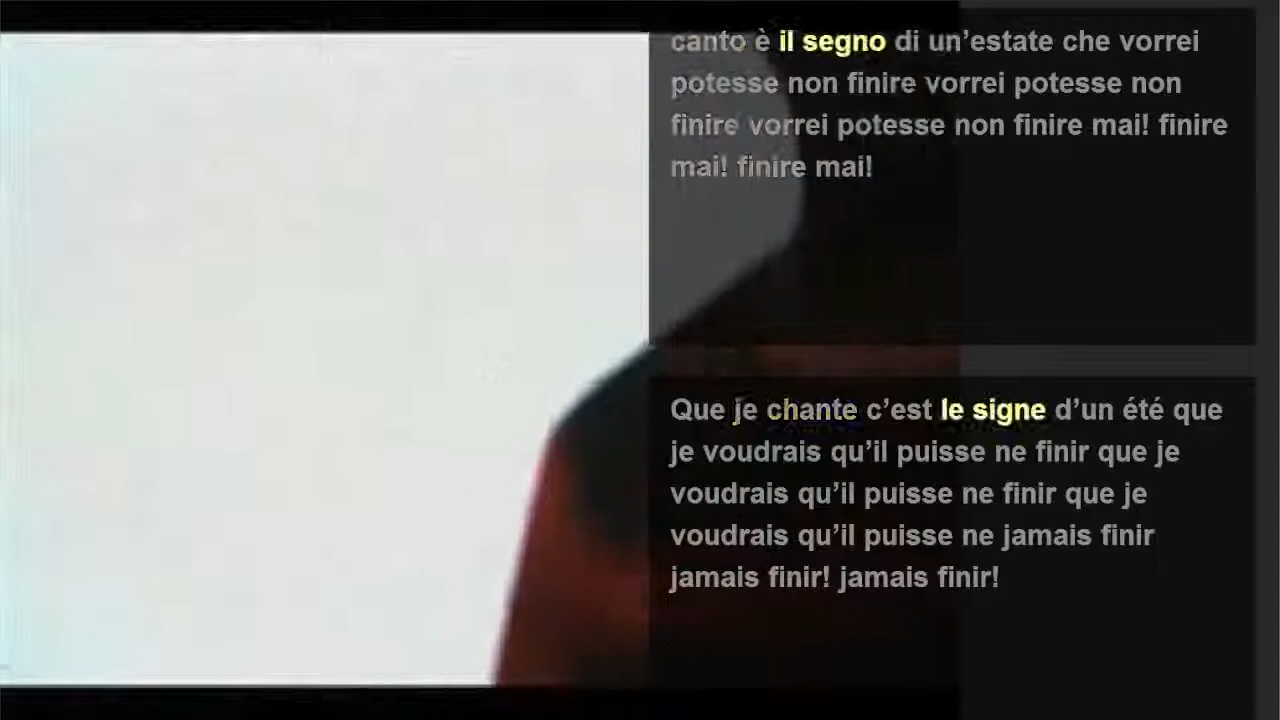 canto è il segno di un’estate che vorrei
potesse non finire vorrei potesse non
finire vorrei potesse non finire mai! finire
mai! finire mai!
Que je chante c’est le signe d’un été que
je voudrais qu’il puisse ne finir que je
voudrais qu’il puisse ne finir que je
voudrais qu’il puisse ne jamais finir
jamais finir! jamais finir!